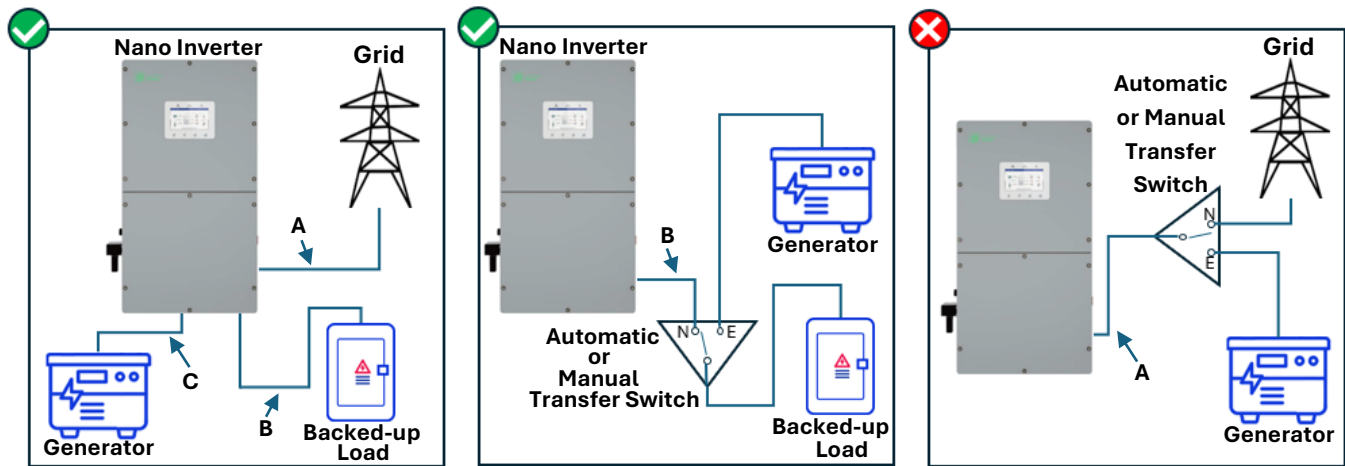 Nano Inverter
Grid
A
C
B
Generator
Backed-up
Load
Nano Inverter
Generator
B
N
E
Automatic
or
Manual
Transfer Switch
Backed-up
Load
Grid
Automatic
or Manual
Transfer
Switch
N
E
A
Generator